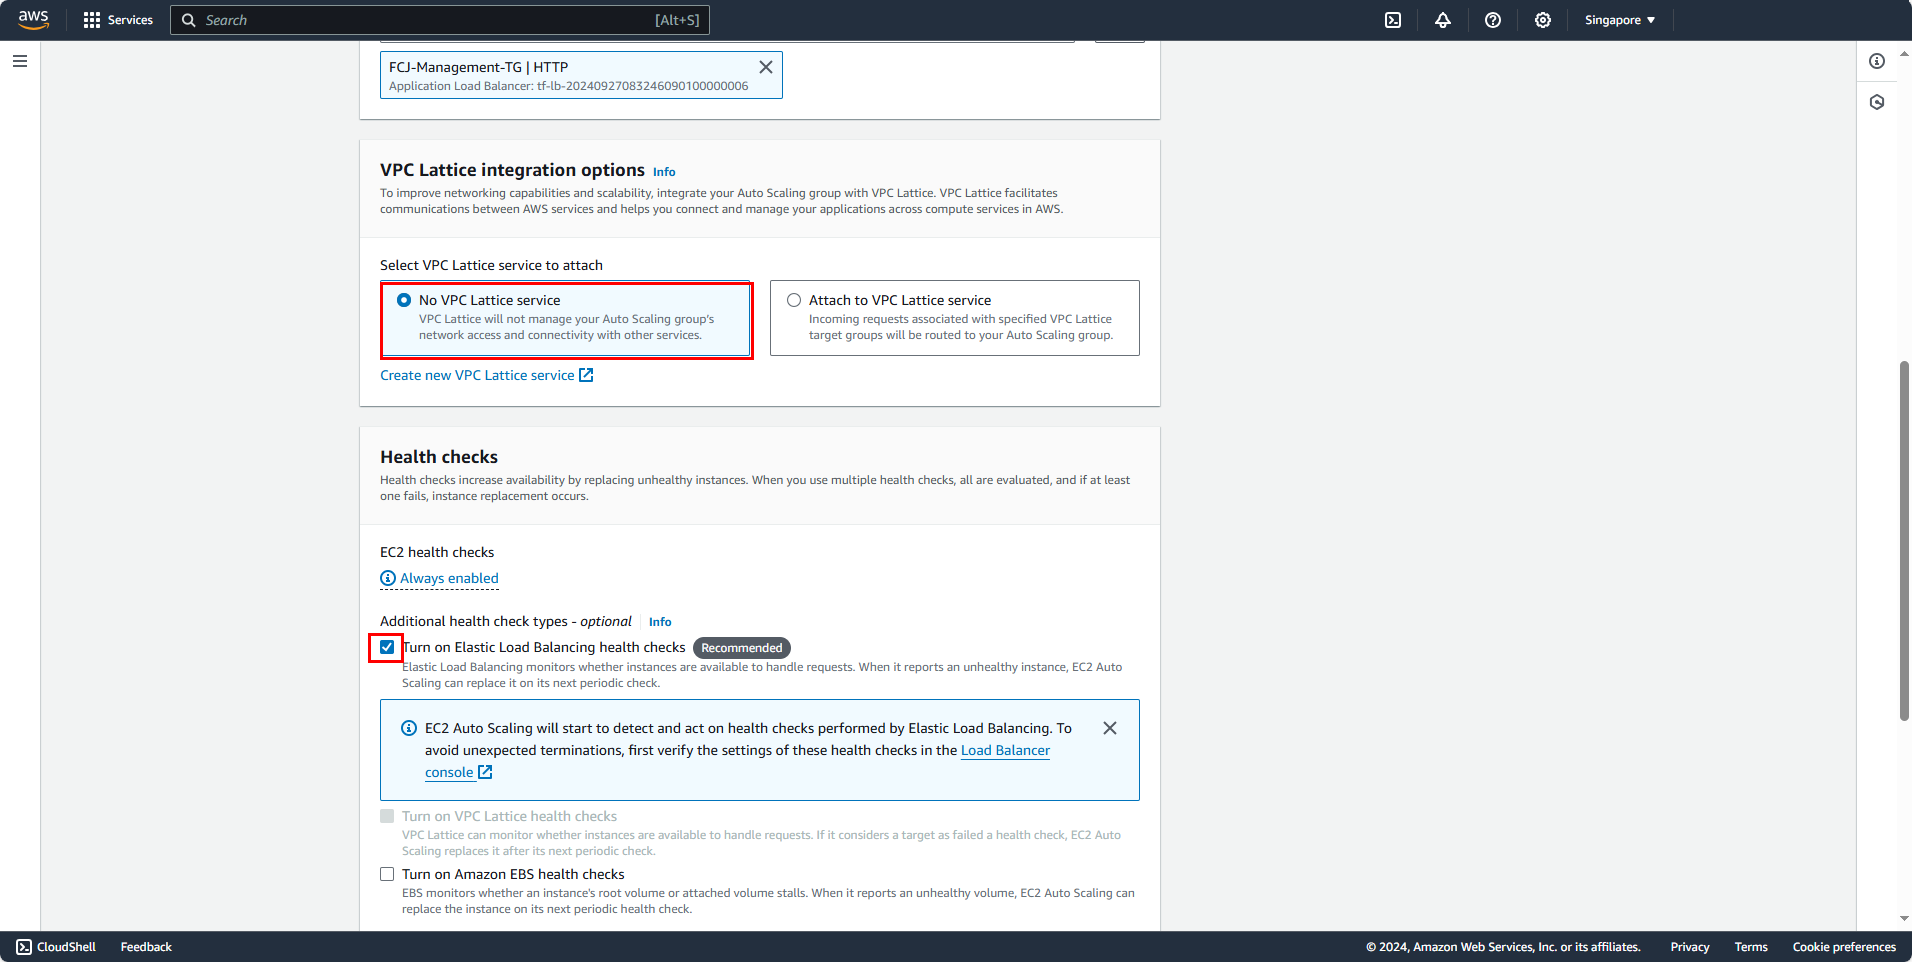 aws
Services
Search
[Alt+S]
Singapore
FCJ-Management-TG | HTTP
Application Load Balancer: tf-lb-20240927083246090100000006
VPC Lattice integration options Info
To improve networking capabilities and scalability, integrate your Auto Scaling group with VPC Lattice. VPC Lattice facilitates
communications between AWS services and helps you connect and manage your applications across compute services in AWS.
Select VPC Lattice service to attach
No VPC Lattice service
VPC Lattice will not manage your Auto Scaling group's
network access and connectivity with other services.
Attach to VPC Lattice service
Incoming requests associated with specified VPC Lattice
target groups will be routed to your Auto Scaling group.
Create new VPC Lattice service
Health checks
Health checks increase availability by replacing unhealthy instances. When you use multiple health checks, all are evaluated, and if at least
one fails, instance replacement occurs.
EC2 health checks
Always enabled
Additional health check types - optional Info
Turn on Elastic Load Balancing health checks Recommended
Elastic Load Balancing monitors whether instances are available to handle requests. When it reports an unhealthy instance, EC2 Auto
Scaling can replace it on its next periodic check.
EC2 Auto Scaling will start to detect and act on health checks performed by Elastic Load Balancing. To
avoid unexpected terminations, first verify the settings of these health checks in the Load Balancer
console
Turn on VPC Lattice health checks
VPC Lattice can monitor whether instances are available to handle requests. If it considers a target as failed a health check, EC2 Auto
Scaling replaces it after its next periodic check.
Turn on Amazon EBS health checks
EBS monitors whether an instance's root volume or attached volume stalls. When it reports an unhealthy volume, EC2 Auto Scaling can
replace the instance on its next periodic health check.
CloudShell
Feedback
© 2024, Amazon Web Services, Inc. or its affiliates.
Privacy
Terms
Cookie preferences